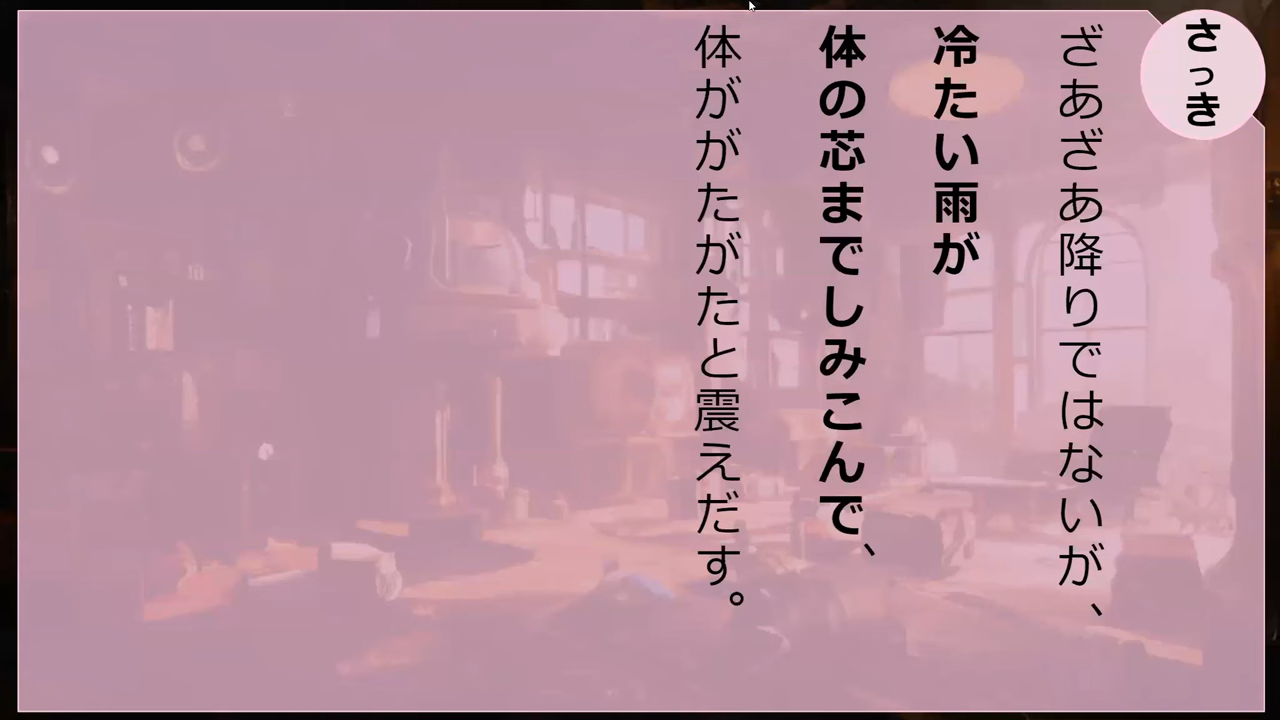 さっき
ざあざあ降りではないが、
冷たい雨が
体の芯までしみこんで、
体ががたがたと震えだす。